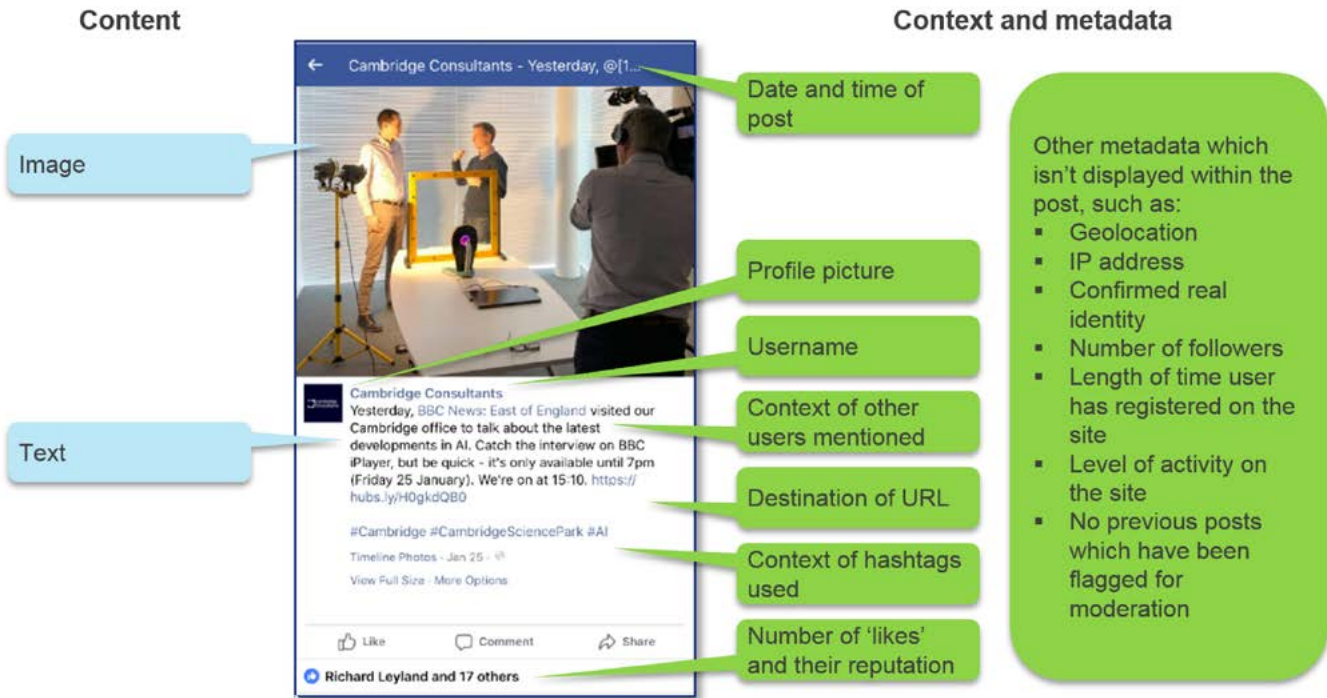 Content
Context and metadata
Cambridge Consultants - Yesterday, @[1...
Date and time of
post
Image
Profile picture
Username
Cambridge Consultants
Yesterday, BBC News: East of England visited our
Cambridge office to talk about the latest
developments in AI. Catch the interview on BBC
iPlayer, but be quick - it's only available until 7pm
(Friday 25 January). We're on at 15:10. https://
hubs.ly/H0gkdQB0
#Cambridge #CambridgeSciencePark #AI
Timeline Photos - Jan 25 -
View Full Size - More Options
Text
Context of other
users mentioned
Destination of URL
Context of hashtags
used
Like
Comment
Share
Richard Leyland and 17 others
Number of ‘likes’
and their reputation
Other metadata which
isn’t displayed within the
post, such as:
▪ Geolocation
▪ IP address
▪ Confirmed real
identity
▪ Number of followers
▪ Length of time user
has registered on the
site
▪ Level of activity on
the site
▪ No previous posts
which have been
flagged for
moderation